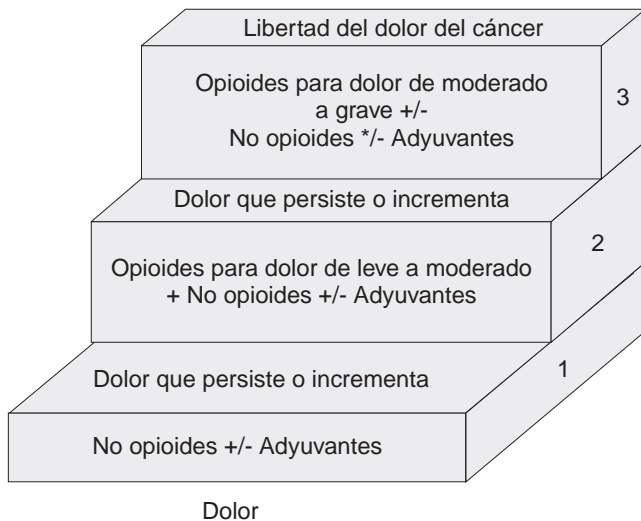 Libertad del dolor del cáncer
Opioides para dolor de moderado
a grave +/-
No opioides */- Adyuvantes
3
Dolor que persiste o incrementa
Opioides para dolor de leve a moderado
+ No opioides +/- Adyuvantes
2
Dolor que persiste o incrementa
1
No opioides +/- Adyuvantes
Dolor